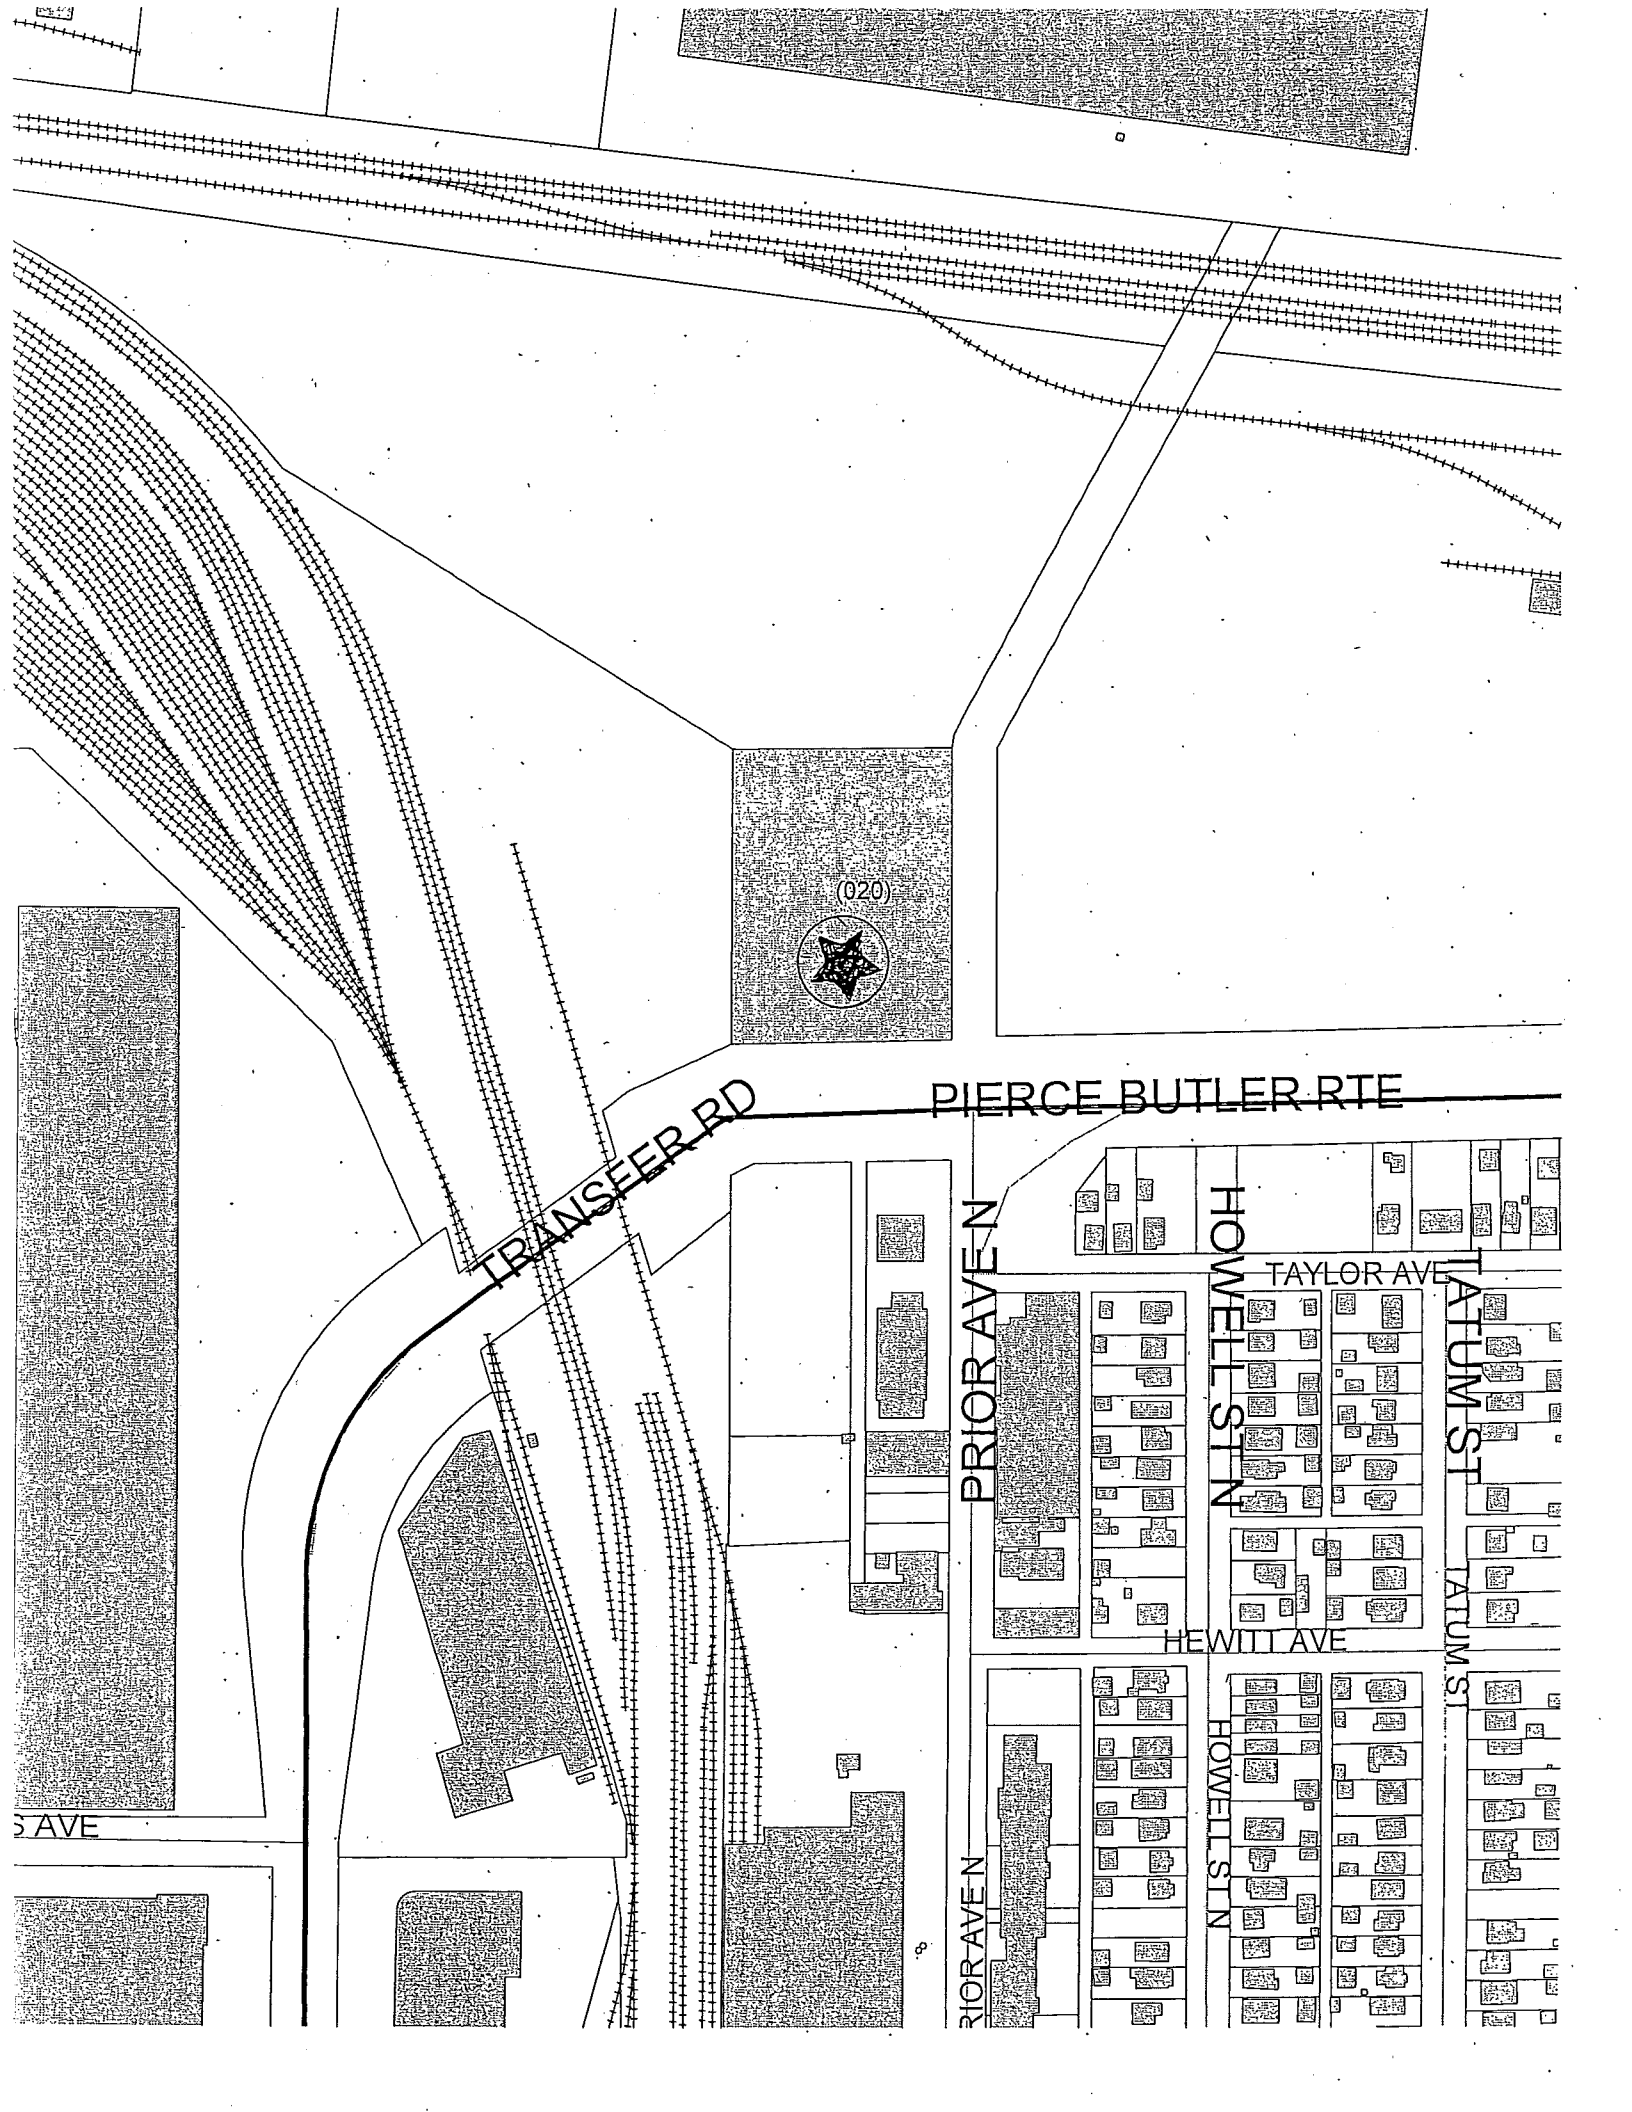 (020)
PIERCE BUTLER RTE
TRANSFER RD
PRIOR AVE N
HOWELL ST N
TAYLOR AVE
TATUM ST
HEWITT AVE
TATUM ST
HOWELL ST N
S AVE
RIOR AVE N